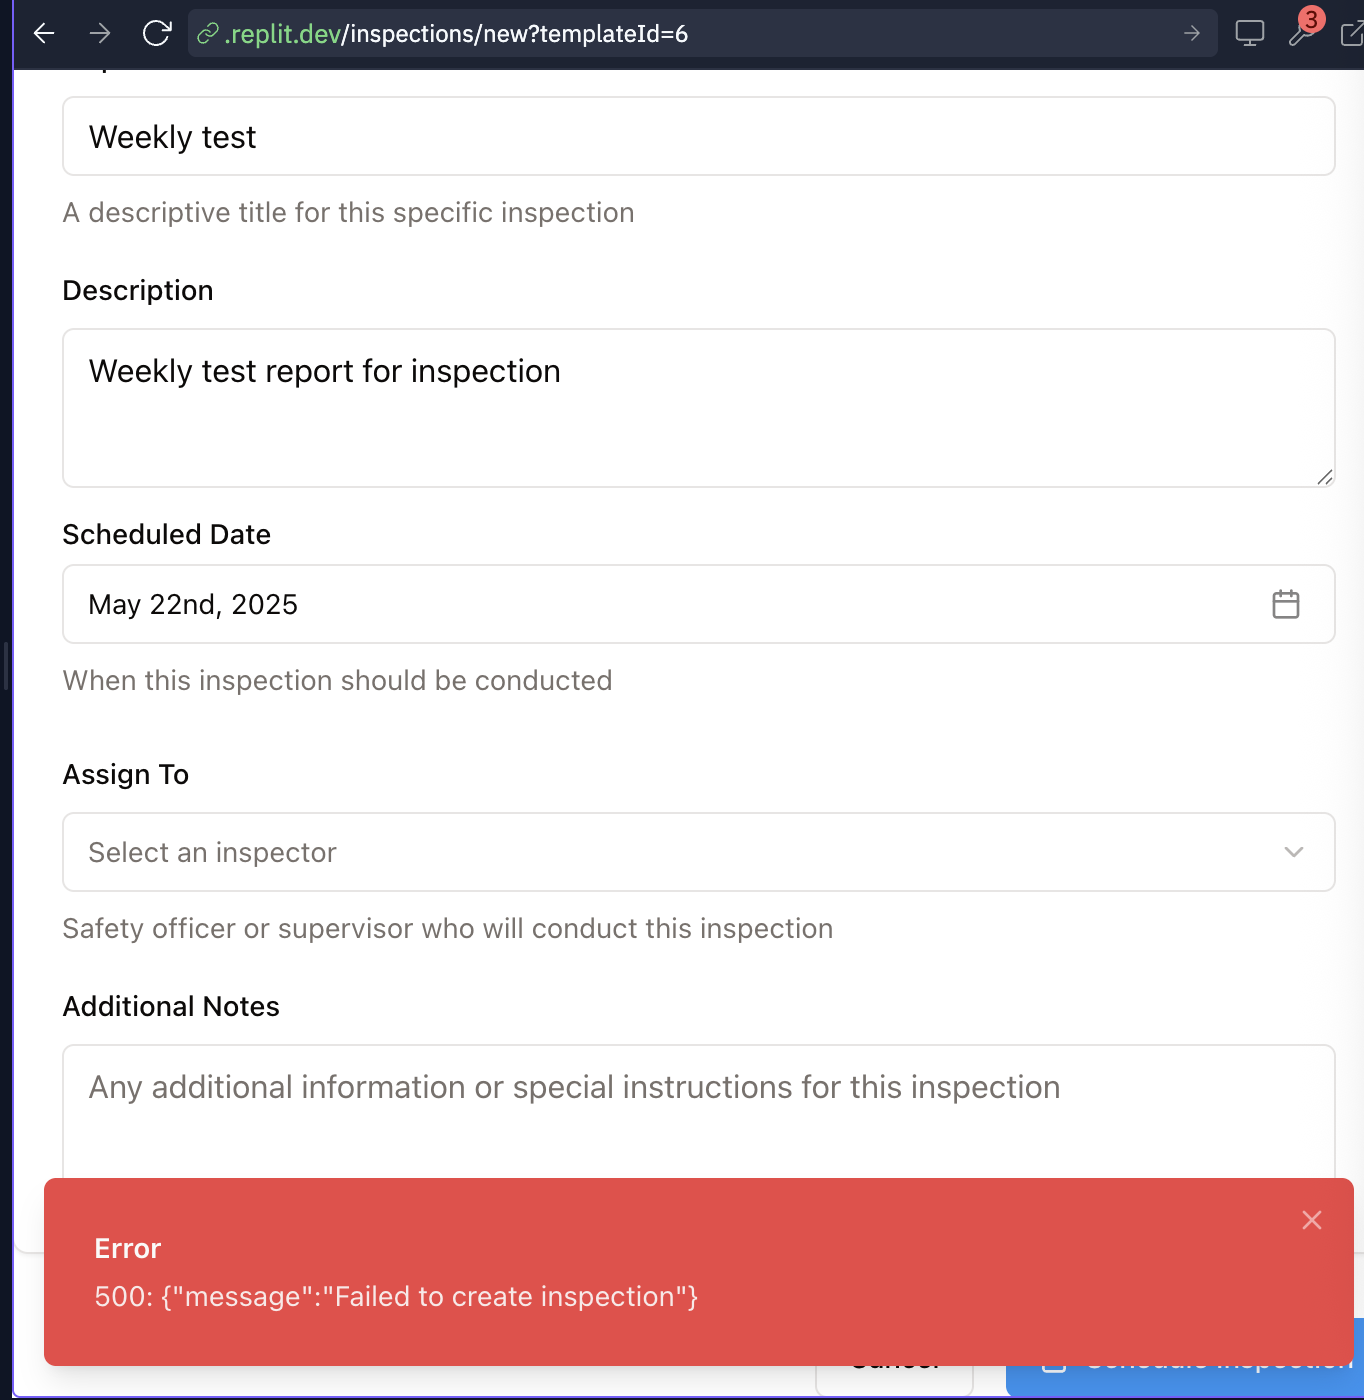 .replit.dev/inspections/new?templateId=6
3
Weekly test
A descriptive title for this specific inspection
Description
Weekly test report for inspection
Scheduled Date
May 22nd, 2025
When this inspection should be conducted
Assign To
Select an inspector
Safety officer or supervisor who will conduct this inspection
Additional Notes
Any additional information or special instructions for this inspection
Error
500: {"message":"Failed to create inspection"}
Cancel
Schedule Inspection